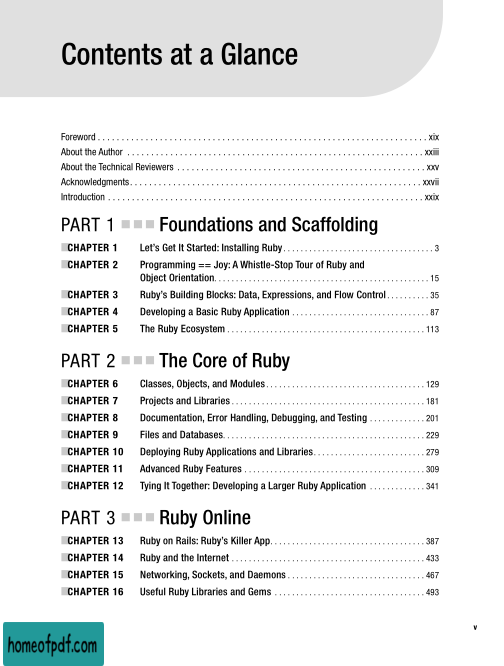 Contents at a Glance
Foreword . . . . . . . . . . . . . . . . . . . . . . . . . . . . . . . . . . . . . . . . xix
About the Author . . . . . . . . . . . . . . . . . . . . . . . . . . . . . . . . . . . . . . . . xxiii
About the Technical Reviewers . . . . . . . . . . . . . . . . . . . . . . . . . . . . . . . . . . . . . . . . xxv
Acknowledgments . . . . . . . . . . . . . . . . . . . . . . . . . . . . . . . . . . . . . . . . xxvii
Introduction . . . . . . . . . . . . . . . . . . . . . . . . . . . . . . . . . . . . . . . . xxix
PART 1 ■ ■ ■ Foundations and Scaffolding
■CHAPTER 1 Let's Get It Started: Installing Ruby . . . . . . . . . . . . . . . . . . . . 3
■CHAPTER 2 Programming == Joy: A Whistle-Stop Tour of Ruby and
Object Orientation . . . . . . . . . . . . . . . . . . . . 15
■CHAPTER 3 Ruby's Building Blocks: Data, Expressions, and Flow Control . . . . . . . . . . 35
■CHAPTER 4 Developing a Basic Ruby Application . . . . . . . . . . . . . . . . . . . . 87
■CHAPTER 5 The Ruby Ecosystem . . . . . . . . . . . . . . . . . . . . 113
PART 2 ■ ■ ■ The Core of Ruby
■CHAPTER 6 Classes, Objects, and Modules . . . . . . . . . . . . . . . . . . . . 129
■CHAPTER 7 Projects and Libraries . . . . . . . . . . . . . . . . . . . . 181
■CHAPTER 8 Documentation, Error Handling, Debugging, and Testing . . . . . . . . . . . . . 201
■CHAPTER 9 Files and Databases . . . . . . . . . . . . . . . . . . . . 229
■CHAPTER 10 Deploying Ruby Applications and Libraries . . . . . . . . . . . . . . . . . . . . 279
■CHAPTER 11 Advanced Ruby Features . . . . . . . . . . . . . . . . . . . . 309
■CHAPTER 12 Tying It Together: Developing a Larger Ruby Application . . . . . . . . . . . . . 341
PART 3 ■ ■ ■ Ruby Online
■CHAPTER 13 Ruby on Rails: Ruby's Killer App . . . . . . . . . . . . . . . . . . . . 387
■CHAPTER 14 Ruby and the Internet . . . . . . . . . . . . . . . . . . . . 433
■CHAPTER 15 Networking, Sockets, and Daemons . . . . . . . . . . . . . . . . . . . . 467
■CHAPTER 16 Useful Ruby Libraries and Gems . . . . . . . . . . . . . . . . . . . . 493
v
homeofpdf.com